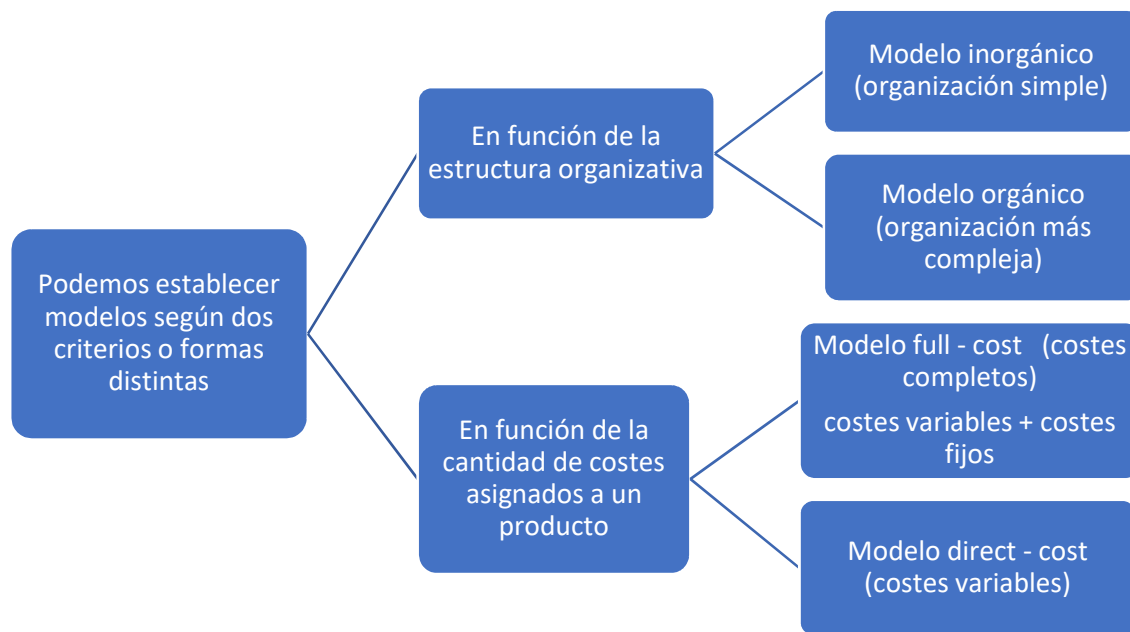 Podemos establecer
modelos según dos
criterios o formas
distintas
En función de la
estructura organizativa
Modelo inorgánico
(organización simple)
Modelo orgánico
(organización más
compleja)
En función de la
cantidad de costes
asignados a un
producto
Modelo full - cost (costes
completos)
costes variables + costes
fijos
Modelo direct - cost
(costes variables)